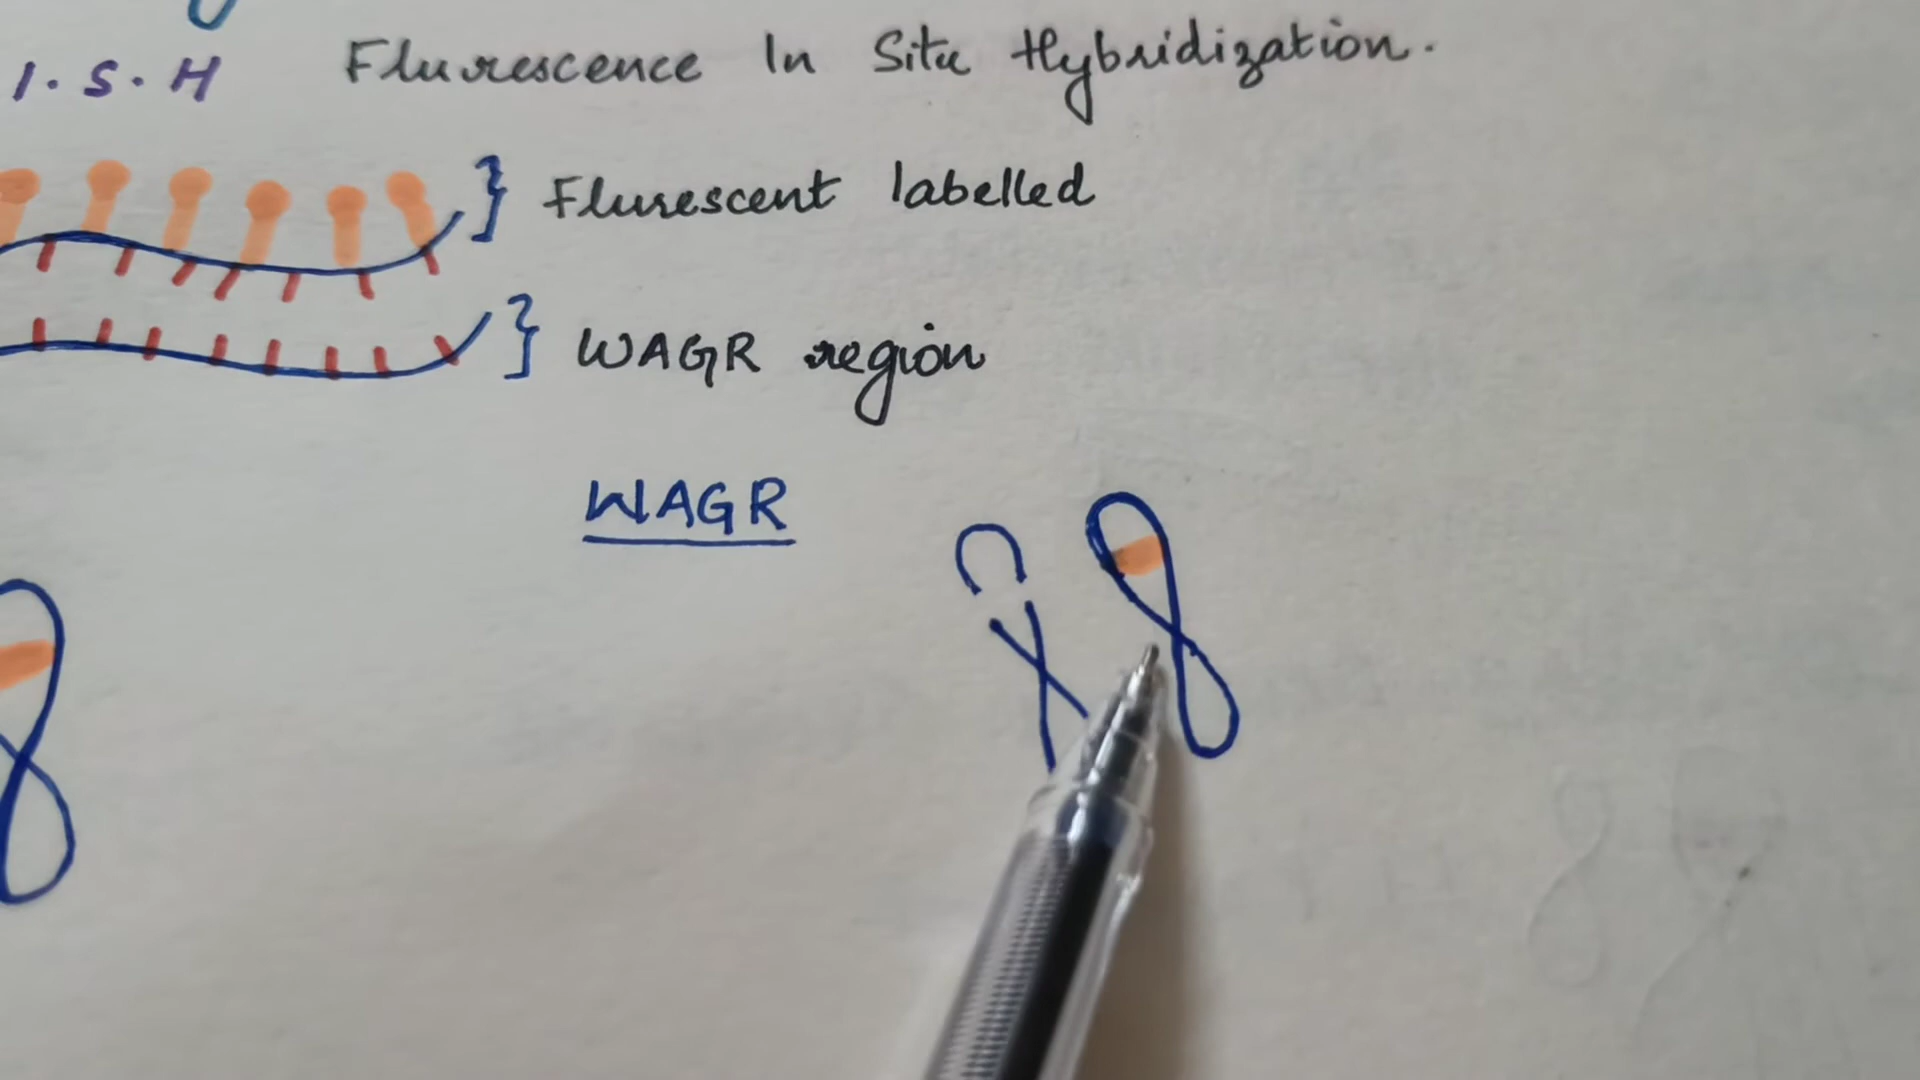 I.S.H Flurescence In Situ Hybridization.
Flurescent labelled
WAGR region
WAGR